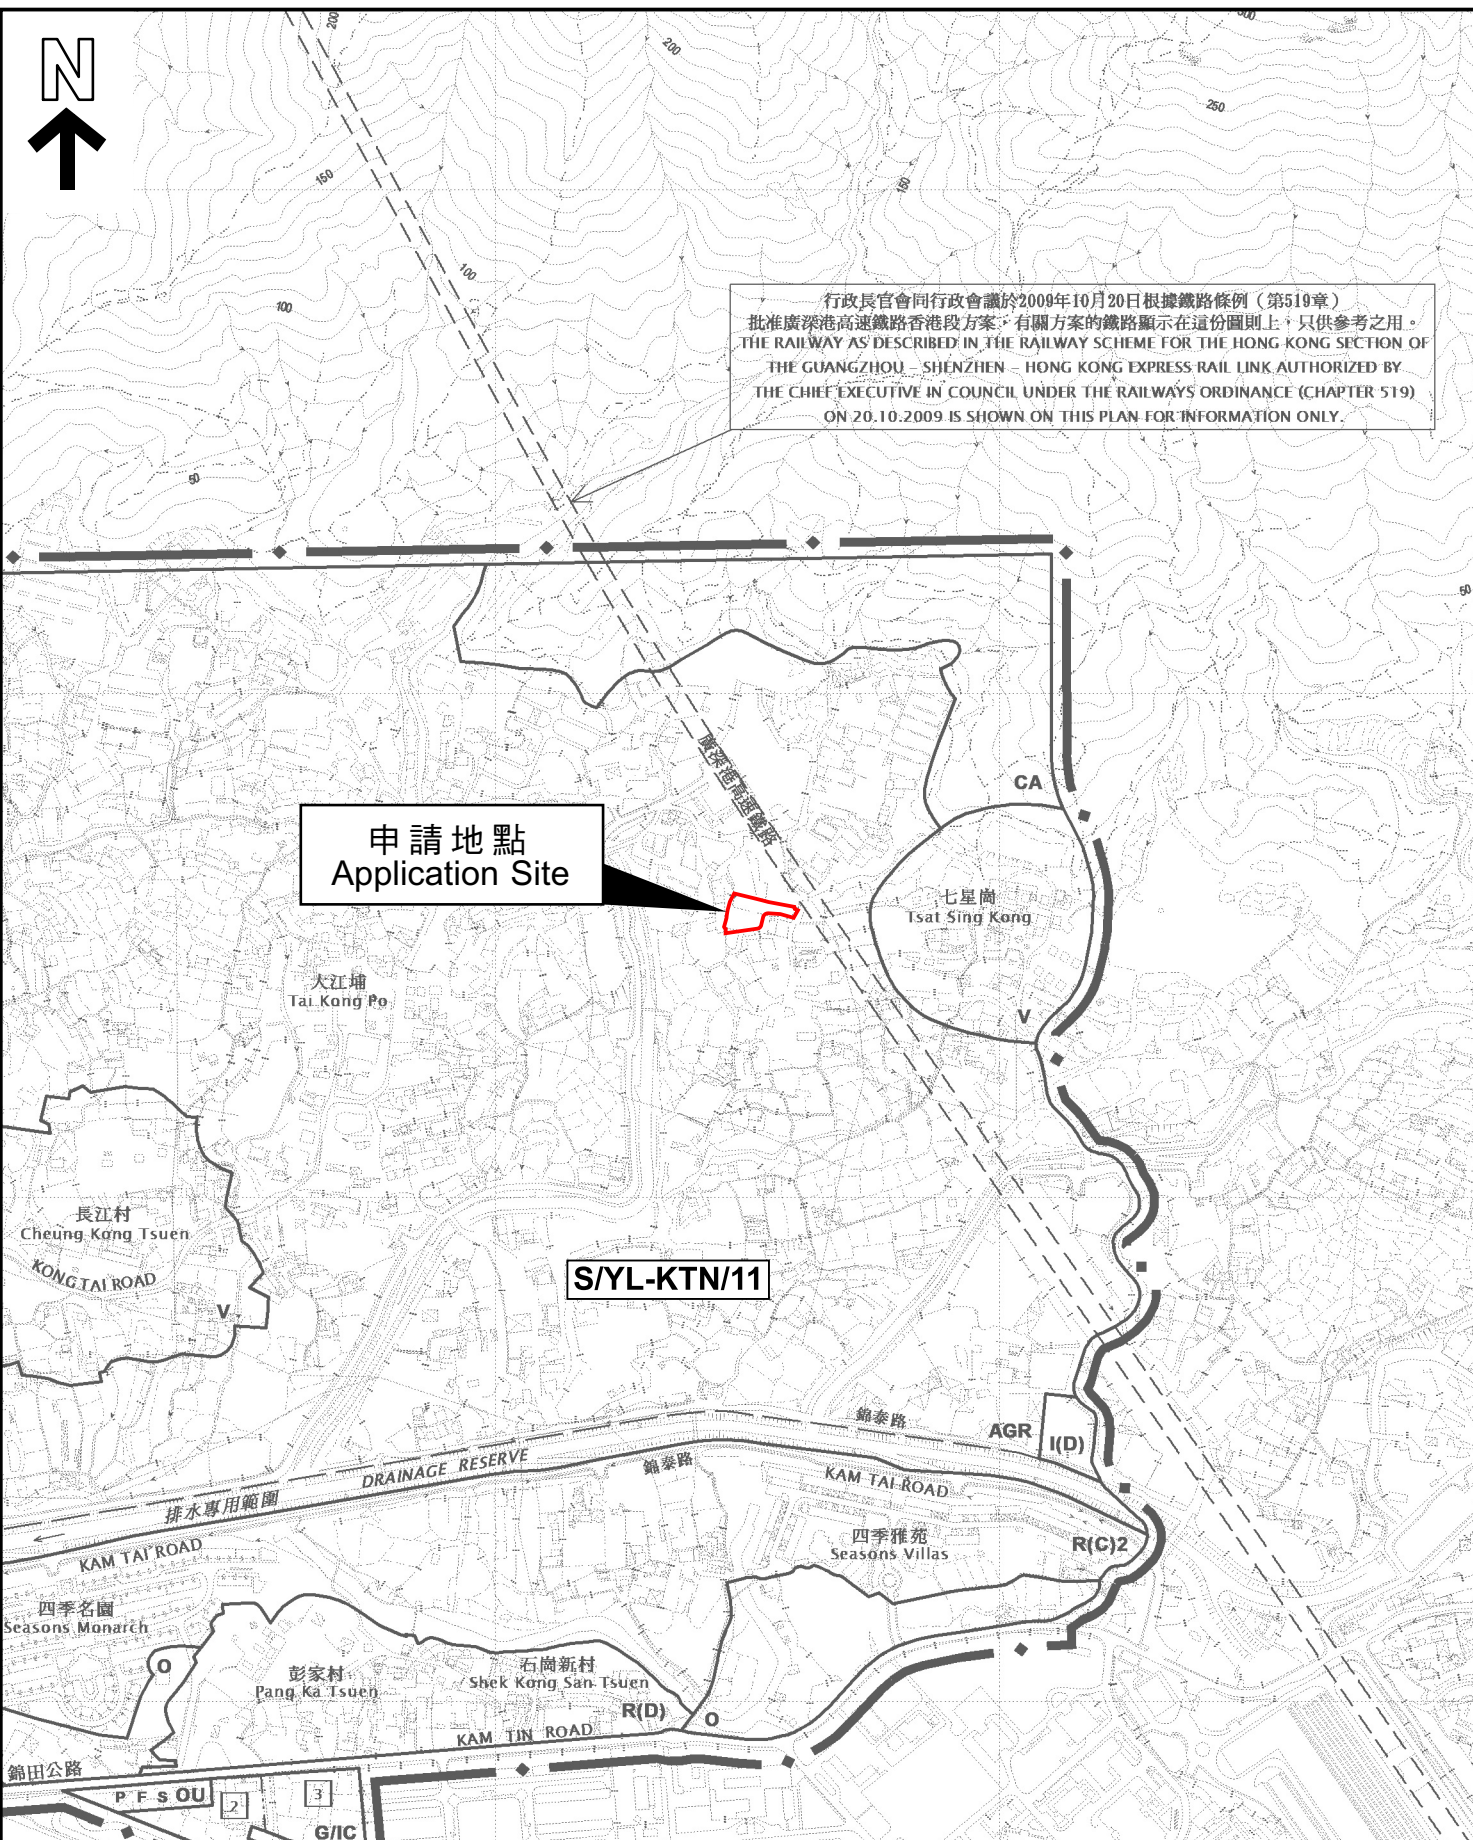 N
200
200
300
250
150
150
100
100
行政長官會同行政會議於2009年10月20日根據鐵路條例（第519章）
批准廣深港高速鐵路香港段方案，有關方案的鐵路顯示在這份圖則上，只供參考之用。
THE RAILWAY AS DESCRIBED IN THE RAILWAY SCHEME FOR THE HONG KONG SECTION OF
THE GUANGZHOU – SHENZHEN – HONG KONG EXPRESS RAIL LINK AUTHORIZED BY
THE CHIEF EXECUTIVE IN COUNCIL UNDER THE RAILWAYS ORDINANCE (CHAPTER 519)
ON 20.10.2009 IS SHOWN ON THIS PLAN FOR INFORMATION ONLY.
50
50
廣深港高速鐵路
CA
申請地點
Application Site
七星崗
Tsat Sing Kong
大江埔
Tai Kong Po
V
長江村
Cheung Kong Tsuen
KONG TAI ROAD
V
S/YL-KTN/11
錦泰路
AGR
I(D)
DRAINAGE RESERVE
錦泰路
KAM TAI ROAD
排水專用範圍
KAM TAI ROAD
四季雅苑
Seasons Villas
R(C)2
四季名園
Seasons Monarch
O
彭家村
Pang Ka Tsuen
石崗新村
Shek Kong San Tsuen
R(D)
O
KAM TIN ROAD
錦田公路
P F S OU
2
3
G/IC